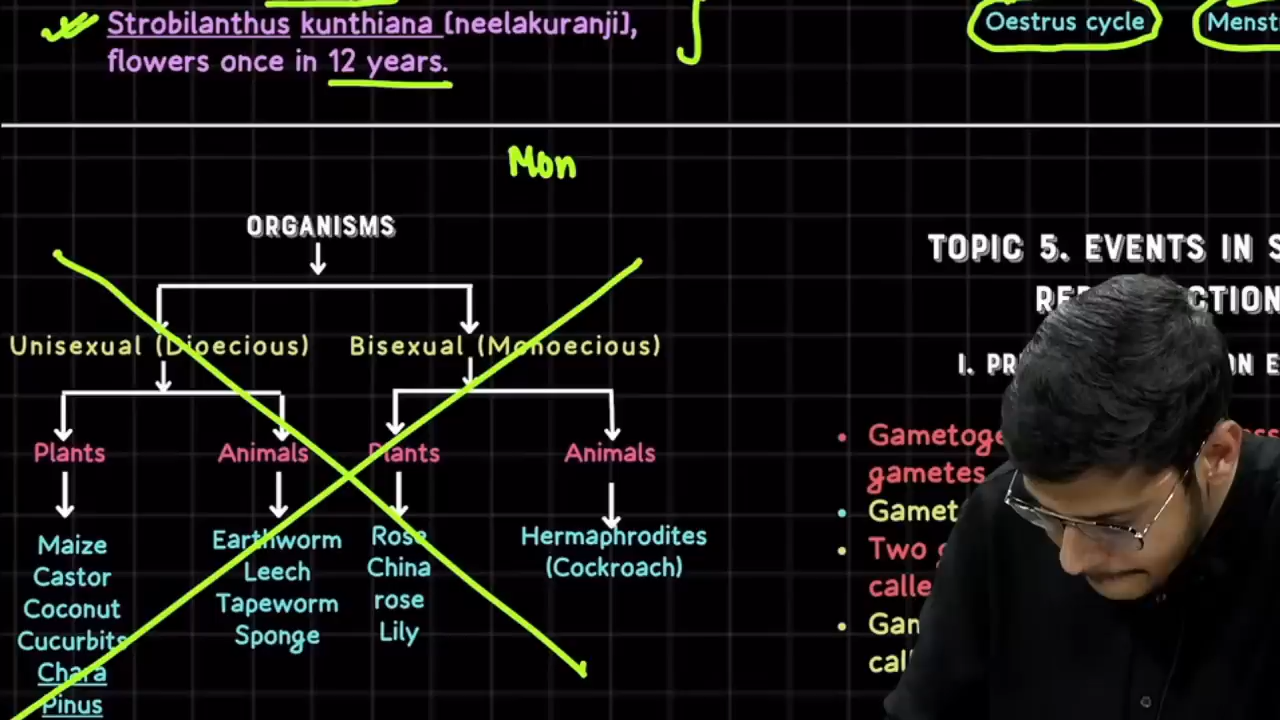 Strobilanthus kunthiana (neelakuranji),
flowers once in 12 years.
Oestrus cycle
Mon
ORGANISMS
Unisexual (Dioecious)
Bisexual (Monoecious)
Plants
Animals
Plants
Animals
Maize
Castor
Coconut
Cucurbits
Chara
Pinus
Earthworm
Leech
Tapeworm
Sponge
Rose
China
rose
Lily
Hermaphrodites
(Cockroach)
TOPIC 5. EVENTS IN
gametes
Two